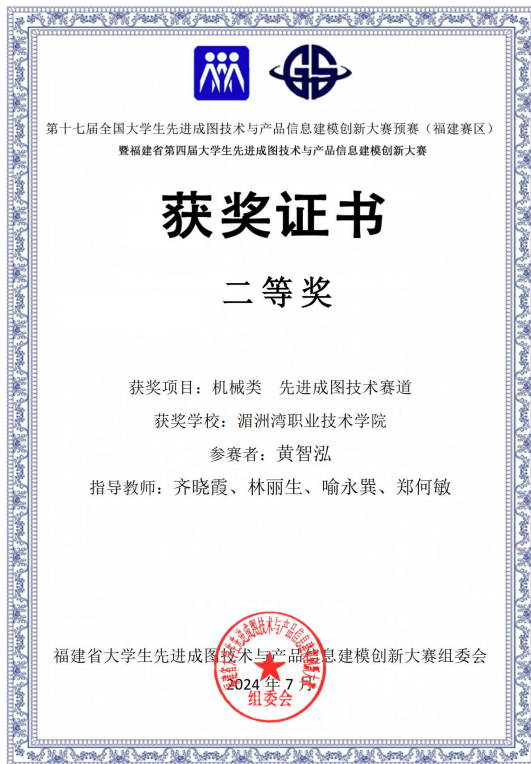 第十七届全国大学生先进成图技术与产品信息建模创新大赛预赛（福建赛区）
暨福建省第四届大学生先进成图技术与产品信息建模创新大赛
获奖证书
二等奖
获奖项目：机械类 先进成图技术赛道
获奖学校：湄洲湾职业技术学院
参赛者：黄智泓
指导教师：齐晓霞、林丽生、喻永巽、郑何敏
福建省大学生先进成图技术与产品信息建模创新大赛组委会
2024 年 7 月
组委会